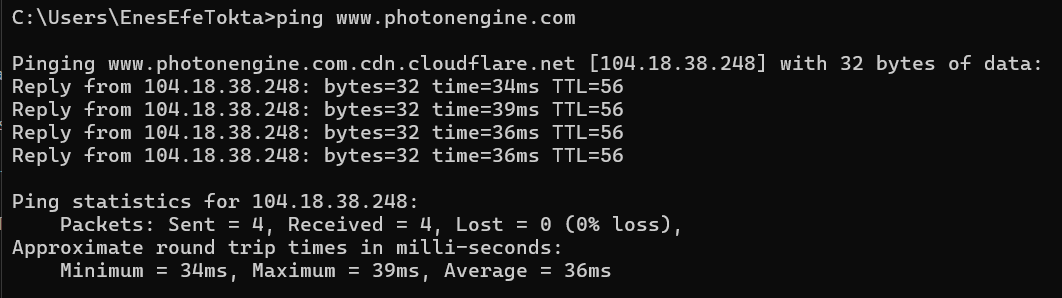 C:\Users\EnesEfeTokta>ping www.photonengine.com
Pinging www.photonengine.com.cdn.cloudflare.net [104.18.38.248] with 32 bytes of data:
Reply from 104.18.38.248: bytes=32 time=34ms TTL=56
Reply from 104.18.38.248: bytes=32 time=39ms TTL=56
Reply from 104.18.38.248: bytes=32 time=36ms TTL=56
Reply from 104.18.38.248: bytes=32 time=36ms TTL=56
Ping statistics for 104.18.38.248:
    Packets: Sent = 4, Received = 4, Lost = 0 (0% loss),
Approximate round trip times in milli-seconds:
    Minimum = 34ms, Maximum = 39ms, Average = 36ms